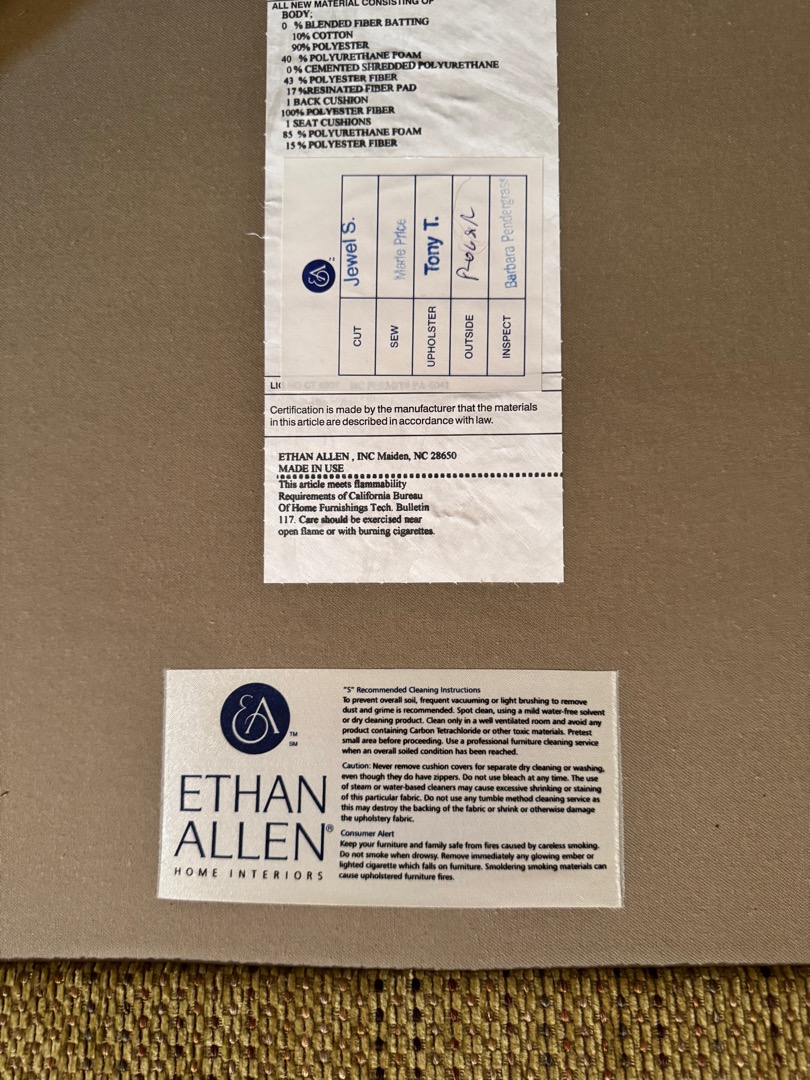 ALL NEW MATERIAL CONSISTING OF
BODY;
0 % BLENDED FIBER BATTING
10% COTTON
90% POLYESTER
40 % POLYURETHANE FOAM
0 % CEMENTED SHREDDED POLYURETHANE
43 % POLYESTER FIBER
17 %RESINATED FIBER PAD
1 BACK CUSHION
100% POLYESTER FIBER
1 SEAT CUSHIONS
85 % POLYURETHANE FOAM
15 % POLYESTER FIBER
EA
CUT Jewel S.
SEW Marie Price
UPHOLSTER Tony T.
OUTSIDE
INSPECT Barbara Pendergrass
Certification is made by the manufacturer that the materials
in this article are described in accordance with law.
ETHAN ALLEN , INC Maiden, NC 28650
MADE IN USE
This article meets flammability
Requirements of California Bureau
Of Home Furnishings Tech. Bulletin
117. Care should be exercised near
open flame or with burning cigarettes.
EA
TM
SM
ETHAN
ALLEN®
HOME INTERIORS
"S" Recommended Cleaning Instructions
To prevent overall soil, frequent vacuuming or light brushing to remove
dust and grime is recommended. Spot clean, using a mild water-free solvent
or dry cleaning product. Clean only in a well ventilated room and avoid any
product containing Carbon Tetrachloride or other toxic materials. Pretest
small area before proceeding. Use a professional furniture cleaning service
when an overall soiled condition has been reached.
Caution: Never remove cushion covers for separate dry cleaning or washing,
even though they do have zippers. Do not use bleach at any time. The use
of steam or water-based cleaners may cause excessive shrinking or staining
of this particular fabric. Do not use any tumble method cleaning service as
this may destroy the backing of the fabric or shrink or otherwise damage
the upholstery fabric.
Consumer Alert
Keep your furniture and family safe from fires caused by careless smoking.
Do not smoke when drowsy. Remove immediately any glowing ember or
lighted cigarette which falls on furniture. Smoldering smoking materials can
cause upholstered furniture fires.